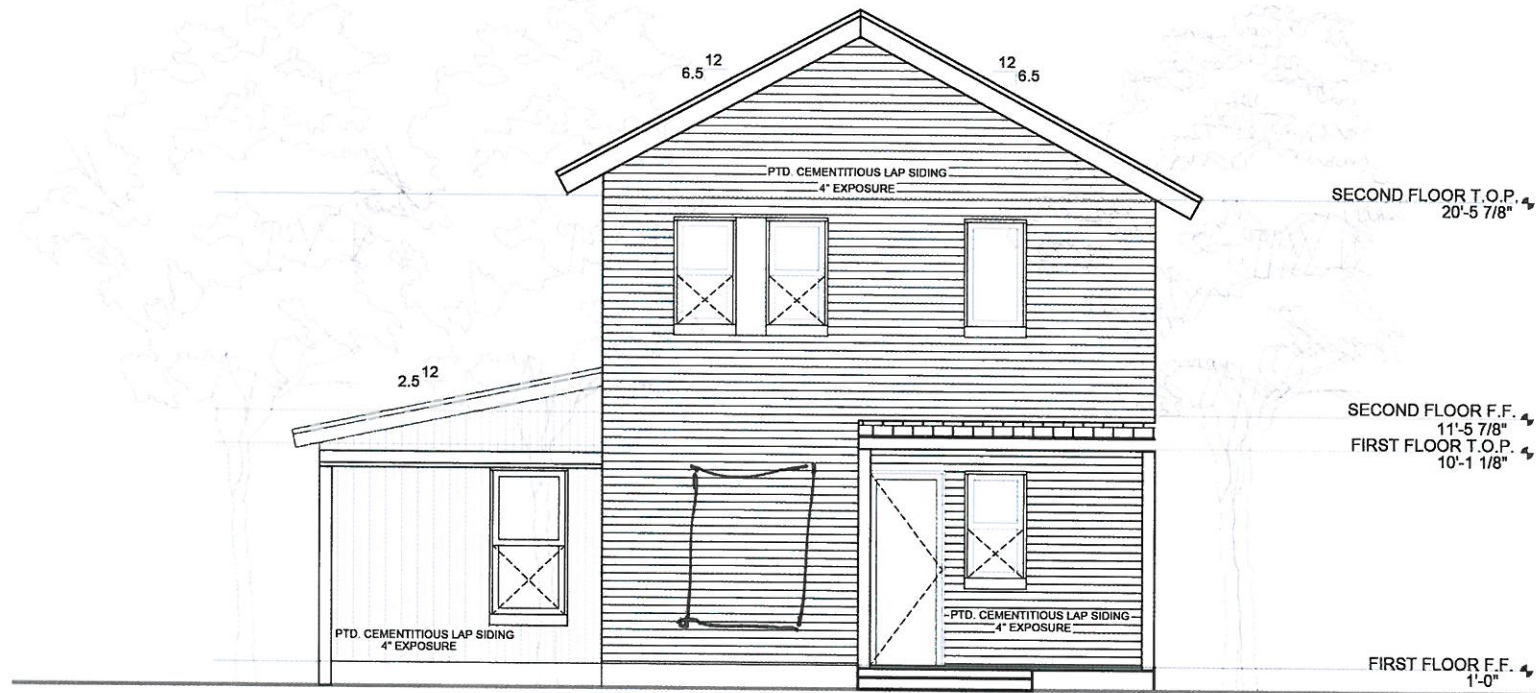 12
6.5
12
6.5
PTD. CEMENTITIOUS LAP SIDING
4" EXPOSURE
SECOND FLOOR T.O.P.
20'-5 7/8"
12
2.5
SECOND FLOOR F.F.
11'-5 7/8"
FIRST FLOOR T.O.P.
10'-1 1/8"
PTD. CEMENTITIOUS LAP SIDING
4" EXPOSURE
PTD. CEMENTITIOUS LAP SIDING
4" EXPOSURE
FIRST FLOOR F.F.
1'-0"